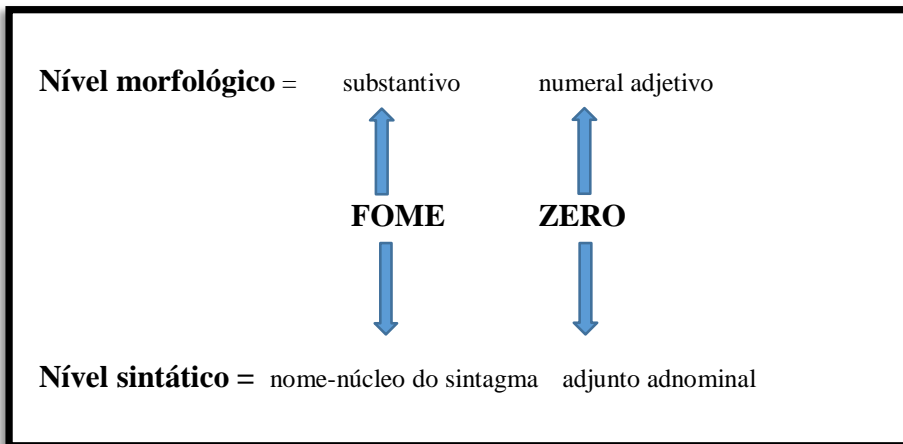 Nível morfológico = substantivo numeral adjetivo
FOME ZERO
Nível sintático = nome-núcleo do sintagma adjunto adnominal